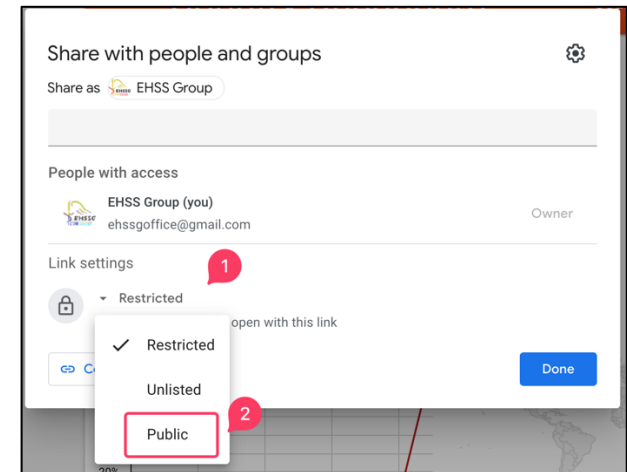 Share with people and groups
Share as EHSS Group
People with access
EHSS Group (you)
ehssgoffice@gmail.com
Owner
Link settings
1
Restricted
open with this link
Restricted
Unlisted
2
Public
Done
20%